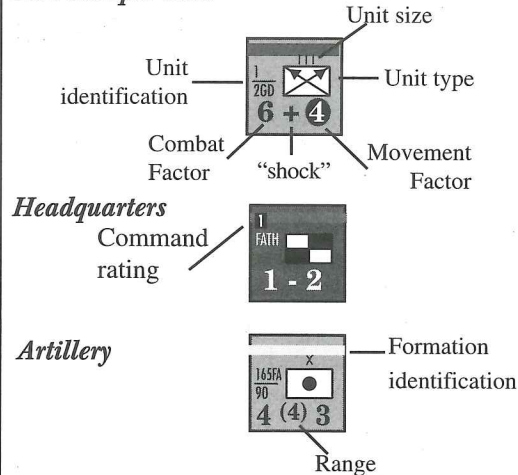 Unit size
III
Unit
identification
1
2GD
Unit type
6 + 4
Combat
Factor
"shock"
Movement
Factor
Headquarters
Command
rating
1
FATH
1 - 2
Artillery
X
165FA
90
4 (4) 3
Formation
identification
Range